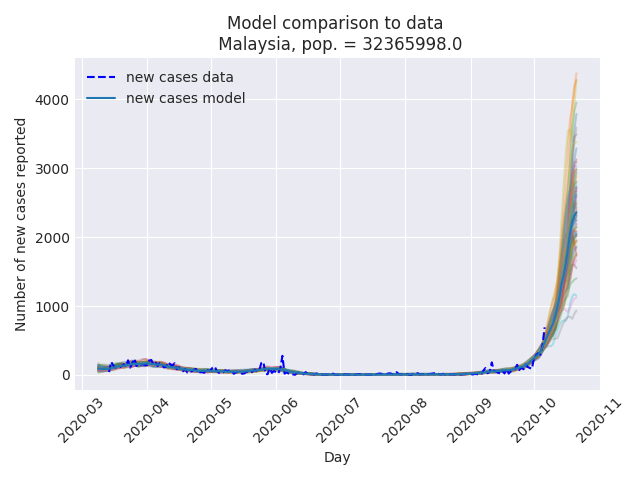 Model comparison to data
Malaysia, pop. = 32365998.0
new cases data
new cases model
Number of new cases reported
4000
3000
2000
1000
0
2020-03
2020-04
2020-05
2020-06
2020-07
2020-08
2020-09
2020-10
2020-11
Day